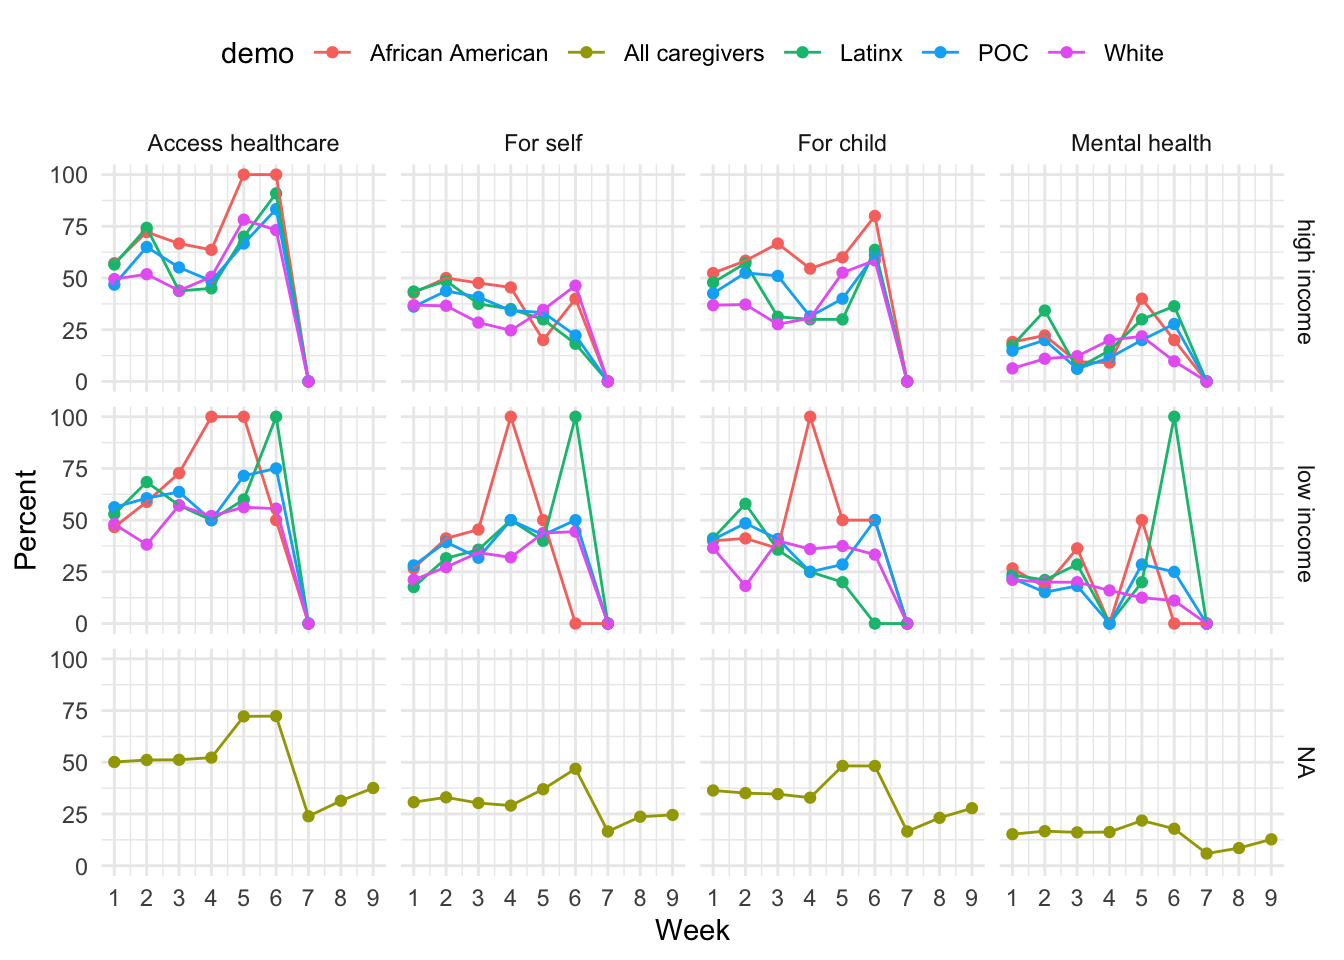 demo African American All caregivers Latinx POC White
Access healthcare For self For child Mental health
100
75
50
25
0
high income
100
75
50
25
0
low income
Percent
100
75
50
25
0
NA
1 2 3 4 5 6 7 8 9 1 2 3 4 5 6 7 8 9 1 2 3 4 5 6 7 8 9 1 2 3 4 5 6 7 8 9
Week